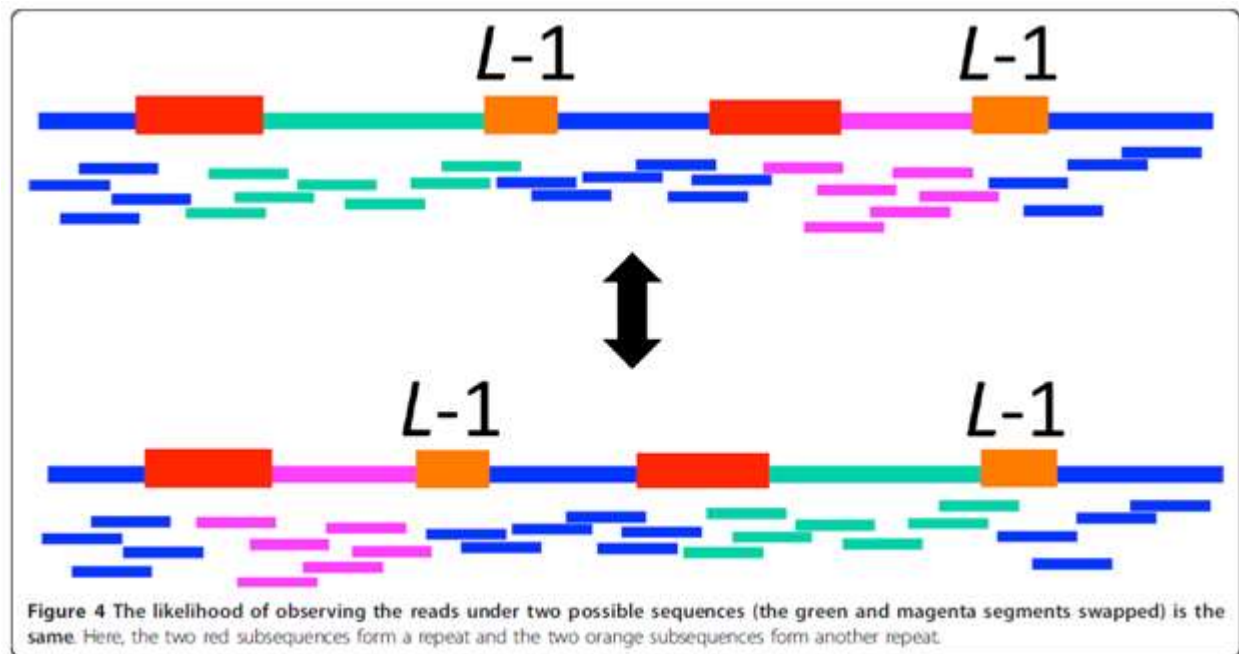 L-1 L-1
L-1 L-1
Figure 4 The likelihood of observing the reads under two possible sequences (the green and magenta segments swapped) is the
same. Here, the two red subsequences form a repeat and the two orange subsequences form another repeat.